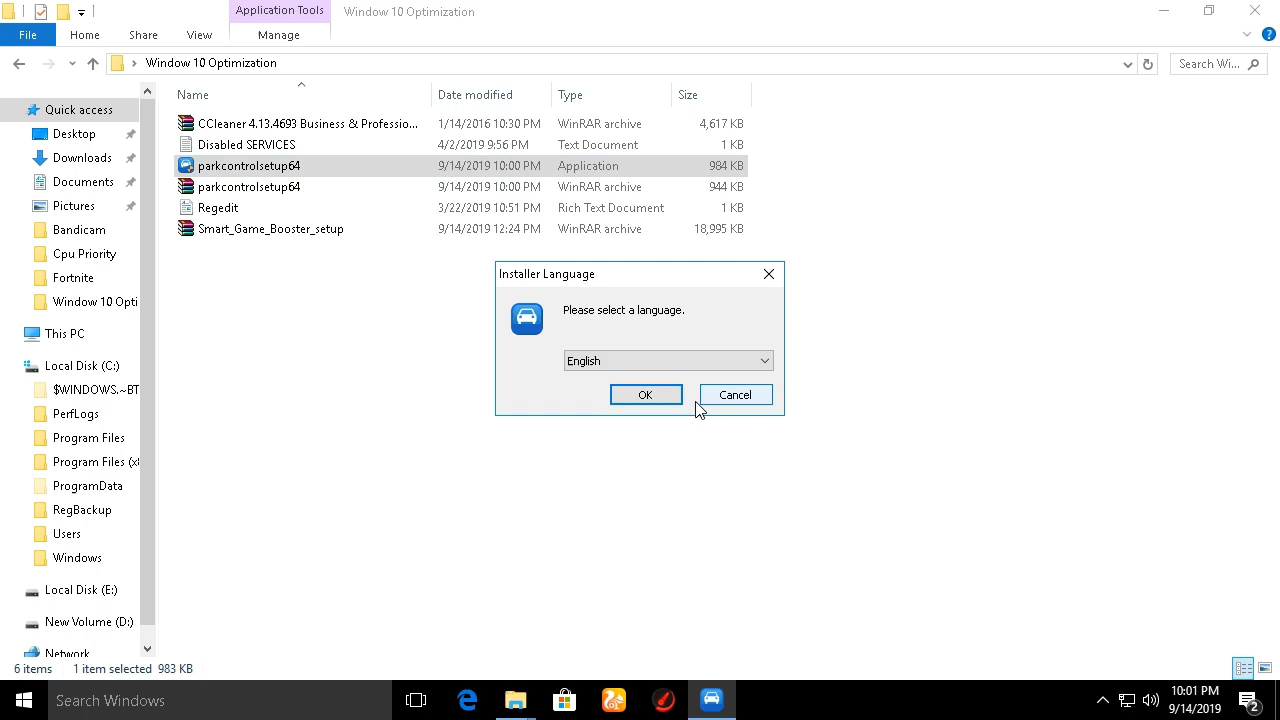 Application Tools
Window 10 Optimization
File
Home
Share
View
Manage
Window 10 Optimization
Search Wi...
Name
Date modified
Type
Size
CCleaner 4.13.4693 Business & Professio...
1/14/2016 10:30 PM
WinRAR archive
4,617 KB
Disabled SERVICES
4/2/2019 9:56 PM
Text Document
1 KB
parkcontrolsetup64
9/14/2019 10:00 PM
Application
984 KB
parkcontrolsetup64
9/14/2019 10:00 PM
WinRAR archive
944 KB
Regedit
3/22/2019 10:51 PM
Rich Text Document
1 KB
Smart_Game_Booster_setup
9/14/2019 12:24 PM
WinRAR archive
18,995 KB
Quick access
Desktop
Downloads
Documents
Pictures
Bandicam
Cpu Priority
Fortnite
Window 10 Opti
This PC
Local Disk (C:)
$WINDOWS.~BT
PerfLogs
Program Files
Program Files (x
ProgramData
RegBackup
Users
Windows
Local Disk (E:)
New Volume (D:)
Network
Installer Language
Please select a language.
English
OK
Cancel
6 items
1 item selected 983 KB
Search Windows
10:01 PM
9/14/2019
2